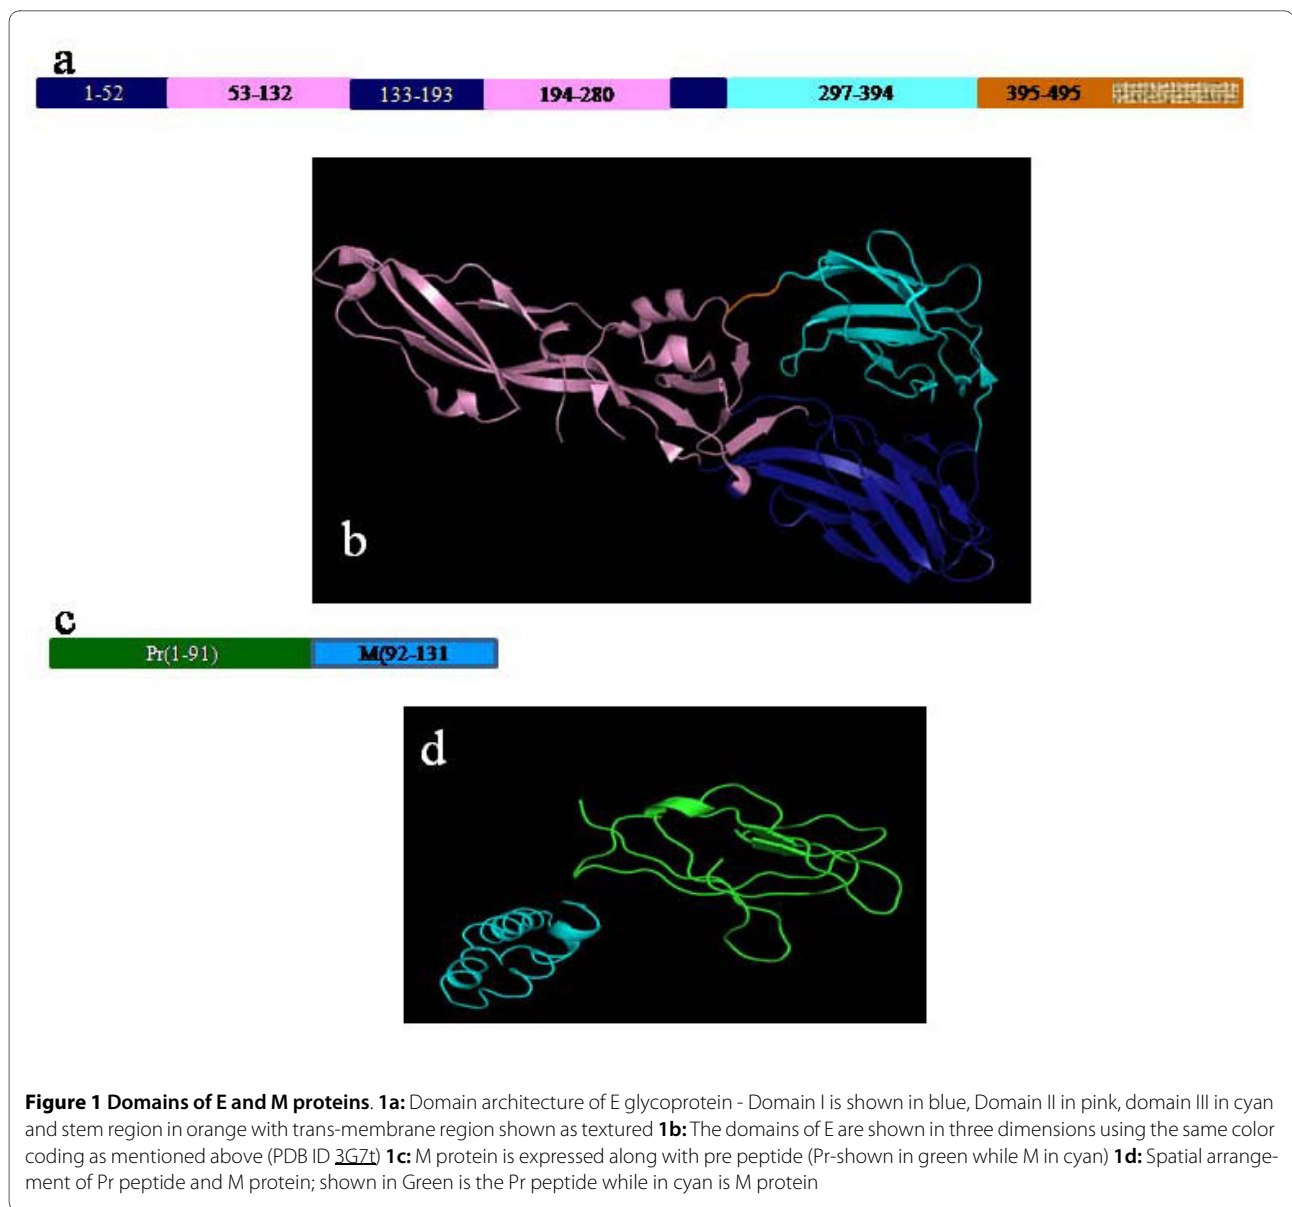 a
1-52 53-132 133-193 194-280 297-394 395-495
b
c
Pr(1-91) M(92-131
d
Figure 1 Domains of E and M proteins. 1a: Domain architecture of E glycoprotein - Domain I is shown in blue, Domain II in pink, domain III in cyan
and stem region in orange with trans-membrane region shown as textured 1b: The domains of E are shown in three dimensions using the same color
coding as mentioned above (PDB ID 3G7t) 1c: M protein is expressed along with pre peptide (Pr-shown in green while M in cyan) 1d: Spatial arrange-
ment of Pr peptide and M protein; shown in Green is the Pr peptide while in cyan is M protein